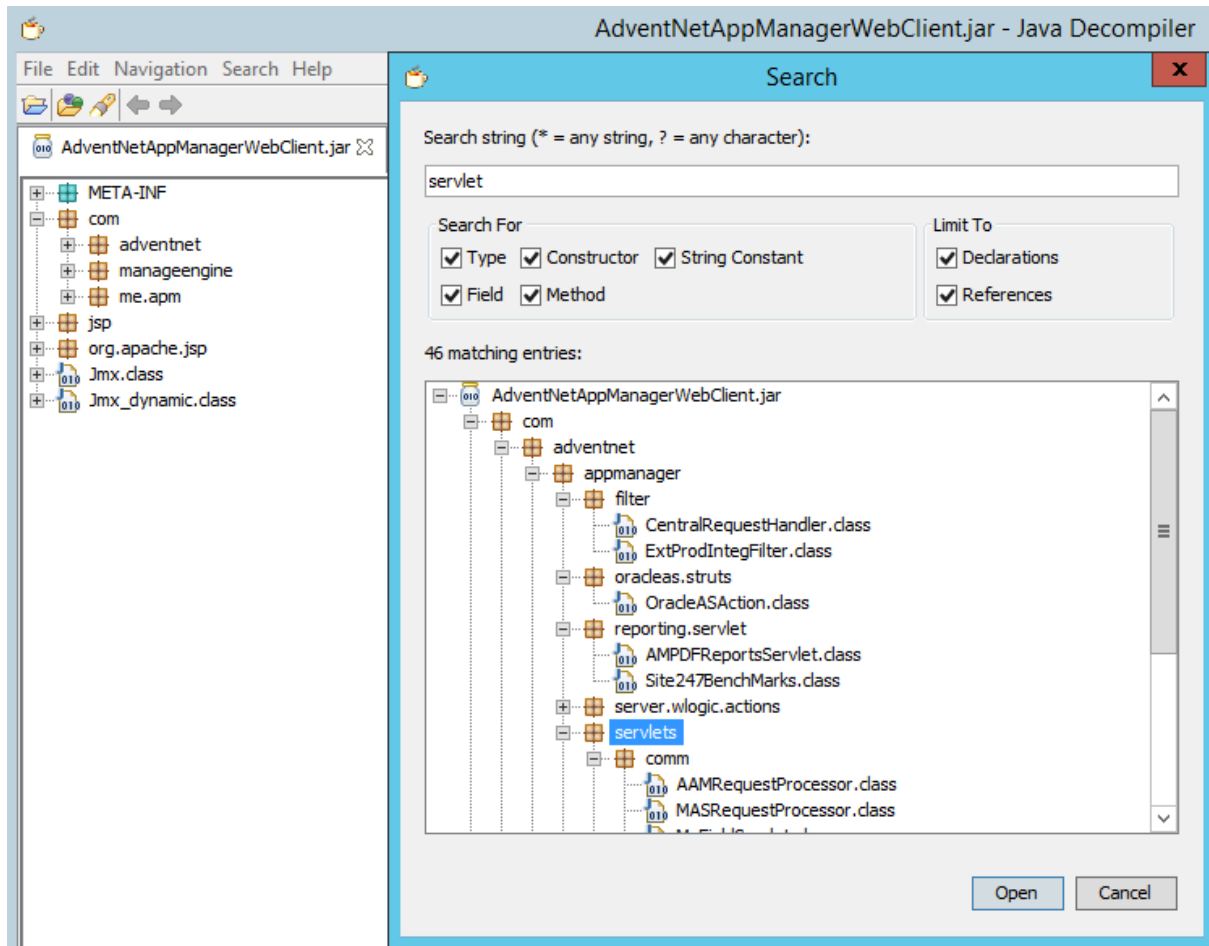 AdventNetAppManagerWebClient.jar - Java Decompiler
File Edit Navigation Search Help
AdventNetAppManagerWebClient.jar
META-INF
com
adventnet
manageengine
me.apm
jsp
org.apache.jsp
Jmx.class
Jmx_dynamic.class
Search
x
Search string (* = any string, ? = any character):
servlet
Search For
Type Constructor String Constant
Field Method
Limit To
Declarations
References
46 matching entries:
AdventNetAppManagerWebClient.jar
com
adventnet
appmanager
filter
CentralRequestHandler.class
ExtProdIntegFilter.class
oracleas.struts
OracleASAction.class
reporting.servlet
AMPDFReportsServlet.class
Site247BenchMarks.class
server.wlogic.actions
servlets
comm
AAMRequestProcessor.class
MASRequestProcessor.class
Open Cancel